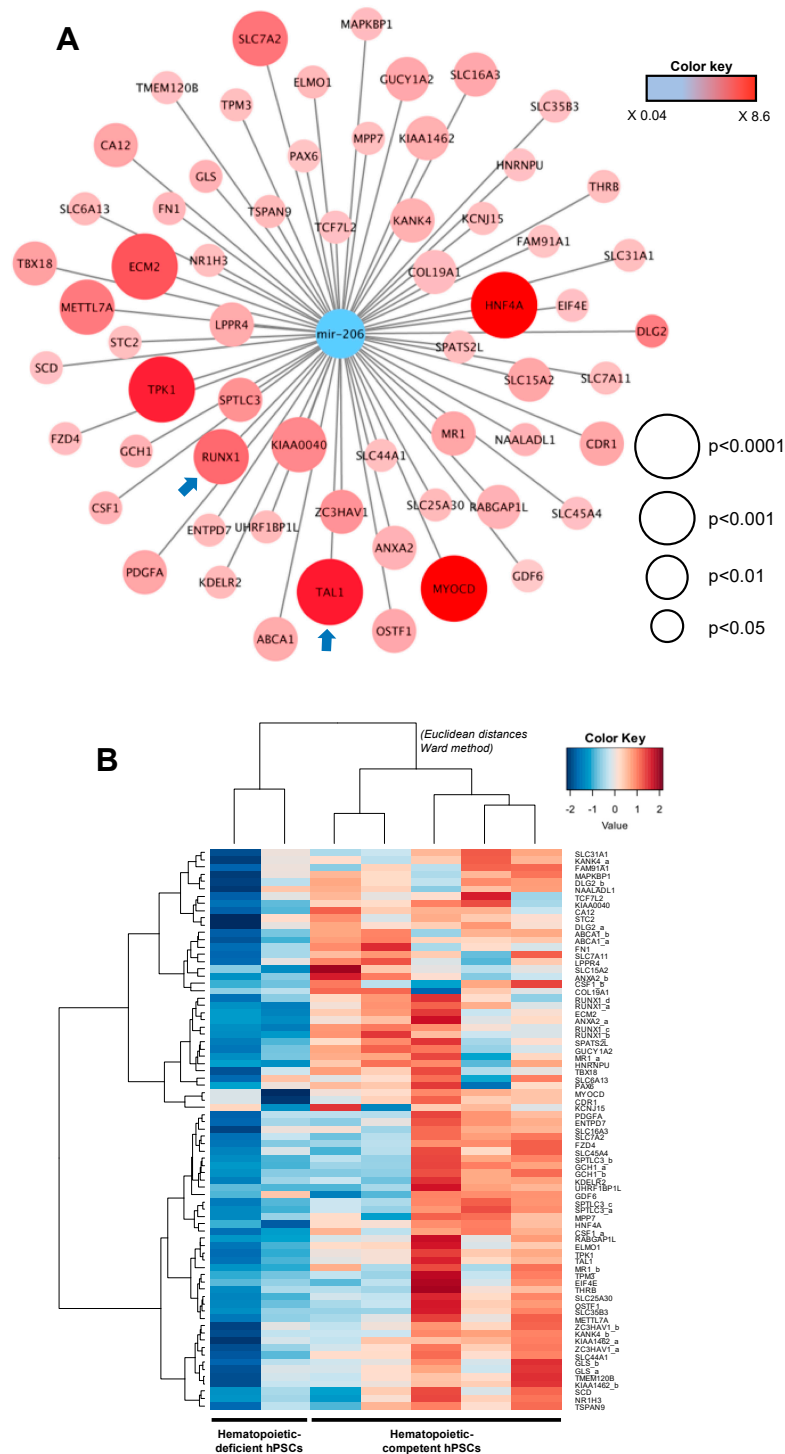 A
MAPKBP1
SLC7A2
Color key
X 0.04
X 8.6
TMEM120B
ELMO1
GUCY1A2
SLC16A3
TPM3
SLC35B3
CA12
PAX6
MPP7
KIAA1462
GLS
HNRNPU
THRB
SLC6A13
FN1
TSPAN9
TCF7L2
KANK4
KCNJ15
FAM91A1
TBX18
ECM2
NR1H3
COL19A1
SLC31A1
METTL7A
LPPR4
mir-206
HNF4A
EIF4E
DLG2
STC2
SPATS2L
SCD
TPK1
SPTLC3
SLC15A2
SLC7A11
FZD4
GCH1
RUNX1
KIAA0040
SLC44A1
MR1
NAALADL1
CDR1
p<0.0001
CSF1
ENTPD7
UHRF1BP1L
ZC3HAV1
SLC25A30
RABGAP1L
SLC45A4
p<0.001
PDGFA
KDELR2
ANXA2
GDF6
p<0.01
TAL1
MYOCD
p<0.05
ABCA1
OSTF1
B
(Euclidean distances
Ward method)
Color Key
-2 -1 0 1 2
Value
SLC31A1
KANK4_a
FAM91A1
MAPKBP1
DLG2_b
NAALADL1
TCF7L2
KIAA0040
CA12
STC2
DLG2_a
ABCA1_b
ABCA1_a
FN1
SLC7A11
LPPR4
SLC15A2
ANXA2_b
CSF1_b
COL19A1
RUNX1_d
RUNX1_a
ECM2
ANXA2_a
RUNX1_c
RUNX1_b
SPATS2L
GUCY1A2
MR1_a
HNRNPU
TBX18
SLC6A13
PAX6
MYOCD
CDR1
KCNJ15
PDGFA
ENTPD7
SLC16A3
SLC7A2
FZD4
SLC45A4
SPTLC3_b
GCH1_a
GCH1_b
KDELR2
UHRF1BP1L
GDF6
SPTLC3_c
SPTLC3_a
MPP7
HNF4A
CSF1_a
RABGAP1L
ELMO1
TPK1
TAL1
MR1_b
TPM3
EIF4E
THRB
SLC25A30
OSTF1
SLC35B3
METTL7A
ZC3HAV1_b
KANK4_b
KIAA1462_a
ZC3HAV1_a
SLC44A1
GLS_b
GLS_a
TMEM120B
KIAA1462_b
SCD
NR1H3
TSPAN9
Hematopoietic-
deficient hPSCs
Hematopoietic-
competent hPSCs